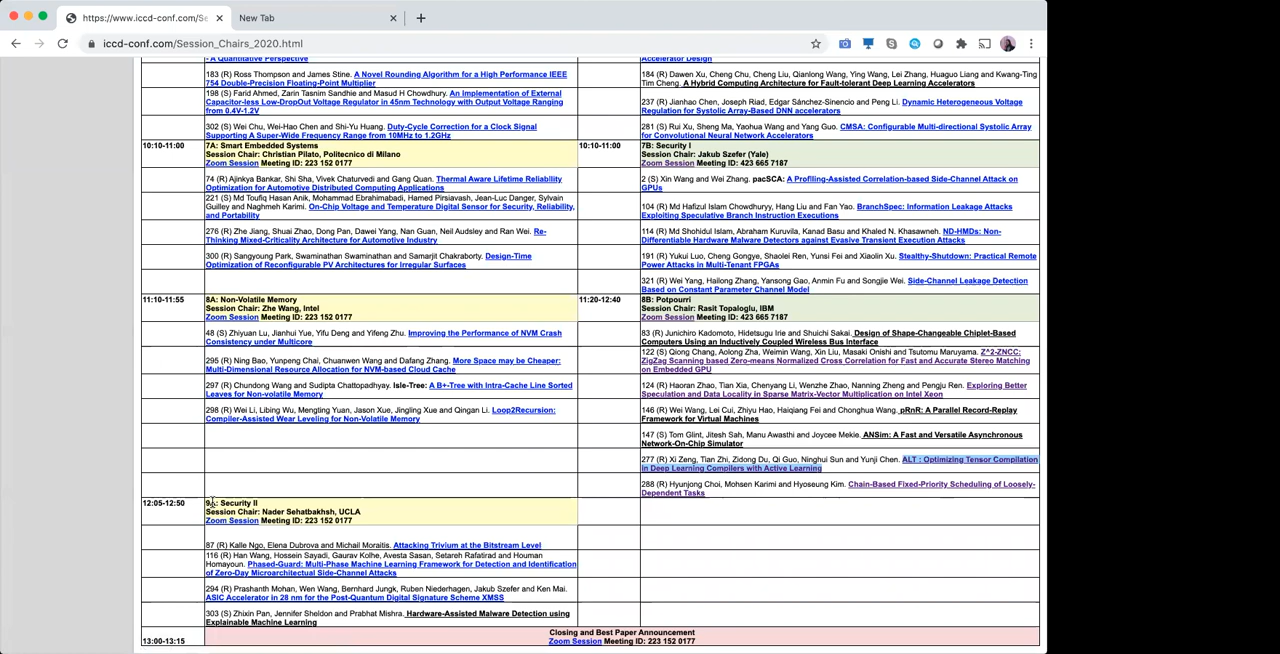 https://www.iccd-conf.com/Se
New Tab
iccd-conf.com/Session_Chairs_2020.html
- A Quantitative Perspective
183 (R) Ross Thompson and James Stine. A Novel Rounding Algorithm for a High Performance IEEE
754 Double-Precision Floating-Point Multiplier
198 (S) Farid Ahmed, Zarin Tasnim Sandhie and Masud H Chowdhury. An Implementation of External
Capacitor-less Low-DropOut Voltage Regulator in 45nm Technology with Output Voltage Ranging
from 0.4V-1.2V
302 (S) Wei Chu, Wei-Hao Chen and Shi-Yu Huang. Duty-Cycle Correction for a Clock Signal
Supporting A Super-Wide Frequency Range from 10MHz to 1.2GHz
Accelerator Design
184 (R) Dawen Xu, Cheng Chu, Cheng Liu, Qianlong Wang, Ying Wang, Lei Zhang, Huaguo Liang and Kwang-Ting
Tim Cheng. A Hybrid Computing Architecture for Fault-tolerant Deep Learning Accelerators
237 (R) Jianhao Chen, Joseph Riad, Edgar Sánchez-Sinencio and Peng Li. Dynamic Heterogeneous Voltage
Regulation for Systolic Array-Based DNN accelerators
281 (S) Rui Xu, Sheng Ma, Yaohua Wang and Yang Guo. CMSA: Configurable Multi-directional Systolic Array
for Convolutional Neural Network Accelerators
10:10-11:00
7A: Smart Embedded Systems
Session Chair: Christian Pilato, Politecnico di Milano
Zoom Session Meeting ID: 223 152 0177
74 (R) Ajinkya Bankar, Shi Sha, Vivek Chaturvedi and Gang Quan. Thermal Aware Lifetime Reliability
Optimization for Automotive Distributed Computing Applications
221 (S) Md Toufiq Hasan Anik, Mohammad Ebrahimabadi, Hamed Pirsiavash, Jean-Luc Danger, Sylvain
Guilley and Naghmeh Karimi. On-Chip Voltage and Temperature Digital Sensor for Security, Reliability,
and Portability
276 (R) Zhe Jiang, Shuai Zhao, Dong Pan, Dawei Yang, Nan Guan, Neil Audsley and Ran Wei. Re-
Thinking Mixed-Criticality Architecture for Automotive Industry
300 (R) Sangyoung Park, Swaminathan Swaminathan and Samarjit Chakraborty. Design-Time
Optimization of Reconfigurable PV Architectures for Irregular Surfaces
10:10-11:00
7B: Security I
Session Chair: Jakub Szefer (Yale)
Zoom Session Meeting ID: 423 665 7187
2 (S) Xin Wang and Wei Zhang. pacSCA: A Profiling-Assisted Correlation-based Side-Channel Attack on
GPUs
104 (R) Md Hafizul Islam Chowdhuryy, Hang Liu and Fan Yao. BranchSpec: Information Leakage Attacks
Exploiting Speculative Branch Instruction Executions
114 (R) Md Shohidul Islam, Abraham Kuruvila, Kanad Basu and Khaled N. Khasawneh. ND-HMDs: Non-
Differentiable Hardware Malware Detectors against Evasive Transient Execution Attacks
191 (R) Yukui Luo, Cheng Gongye, Shaolei Ren, Yunsi Fei and Xiaolin Xu. Stealthy-Shutdown: Practical Remote
Power Attacks in Multi-Tenant FPGAs
321 (S) Wei Yang, Hailong Zhang, Yansong Gao, Anmin Fu and Songjie Wei. Side-Channel Leakage Detection
Based on Constant Parameter Channel Model
11:10-11:55
8A: Non-Volatile Memory
Session Chair: Zhe Wang, Intel
Zoom Session Meeting ID: 223 152 0177
48 (S) Zhiyuan Lu, Jianhui Yue, Yifu Deng and Yifeng Zhu. Improving the Performance of NVM Crash
Consistency under Multicore
295 (R) Ning Bao, Yunpeng Chai, Chuanwen Wang and Dafang Zhang. More Space may be Cheaper:
Multi-Dimensional Resource Allocation for NVM-based Cloud Cache
297 (R) Chundong Wang and Sudipta Chattopadhyay. Isle-Tree: A B+-Tree with Intra-Cache Line Sorted
Leaves for Non-volatile Memory
298 (R) Wei Li, Libing Wu, Mengting Yuan, Jason Xue, Jingling Xue and Qingan Li. Loop2Recursion:
Compiler-Assisted Wear Leveling for Non-Volatile Memory
11:20-12:40
8B: Potpourri
Session Chair: Rasit Topaloglu, IBM
Zoom Session Meeting ID: 423 665 7187
83 (R) Junichiro Kadomoto, Hidetsugu Irie and Shuichi Sakai. Design of Shape-Changeable Chiplet-Based
Computers Using an Inductively Coupled Wireless Bus Interface
122 (S) Qiong Chang, Aolong Zha, Weimin Wang, Xin Liu, Masaki Onishi and Tsutomu Maruyama. Z^2-ZNCC:
ZigZag Scanning based Zero-means Normalized Cross Correlation for Fast and Accurate Stereo Matching
on Embedded GPU
124 (R) Haoran Zhao, Tian Xia, Chenyang Li, Wenzhe Zhao, Nanning Zheng and Pengju Ren. Exploring Better
Speculation and Data Locality in Sparse Matrix-Vector Multiplication on Intel Xeon
146 (R) Wei Wang, Lei Cui, Zhiyu Hao, Haiqiang Fei and Chonghua Wang. pRnR: A Parallel Record-Replay
Framework for Virtual Machines
147 (S) Tom Glint, Jitesh Sah, Manu Awasthi and Joycee Mekie. ANSim: A Fast and Versatile Asynchronous
Network-On-Chip Simulator
277 (R) Xi Zeng, Tian Zhi, Zidong Du, Qi Guo, Ninghui Sun and Yunji Chen. ALT : Optimizing Tensor Compilation
in Deep Learning Compilers with Active Learning
288 (R) Hyunjong Choi, Mohsen Karimi and Hyoseung Kim. Chain-Based Fixed-Priority Scheduling of Loosely-
Dependent Tasks
12:05-12:50
9A: Security II
Session Chair: Nader Sehatbakhsh, UCLA
Zoom Session Meeting ID: 223 152 0177
87 (R) Kalle Ngo, Elena Dubrova and Michail Moraitis. Attacking Trivium at the Bitstream Level
116 (R) Han Wang, Hossein Sayadi, Gaurav Kolhe, Avesta Sasan, Setareh Rafatirad and Houman
Homayoun. Phased-Guard: Multi-Phase Machine Learning Framework for Detection and Identification
of Zero-Day Microarchitectural Side-Channel Attacks
294 (R) Prashanth Mohan, Wen Wang, Bernhard Jungk, Ruben Niederhagen, Jakub Szefer and Ken Mai.
ASIC Accelerator in 28 nm for the Post-Quantum Digital Signature Scheme XMSS
303 (S) Zhixin Pan, Jennifer Sheldon and Prabhat Mishra. Hardware-Assisted Malware Detection using
Explainable Machine Learning
13:00-13:15
Closing and Best Paper Announcement
Zoom Session Meeting ID: 223 152 0177